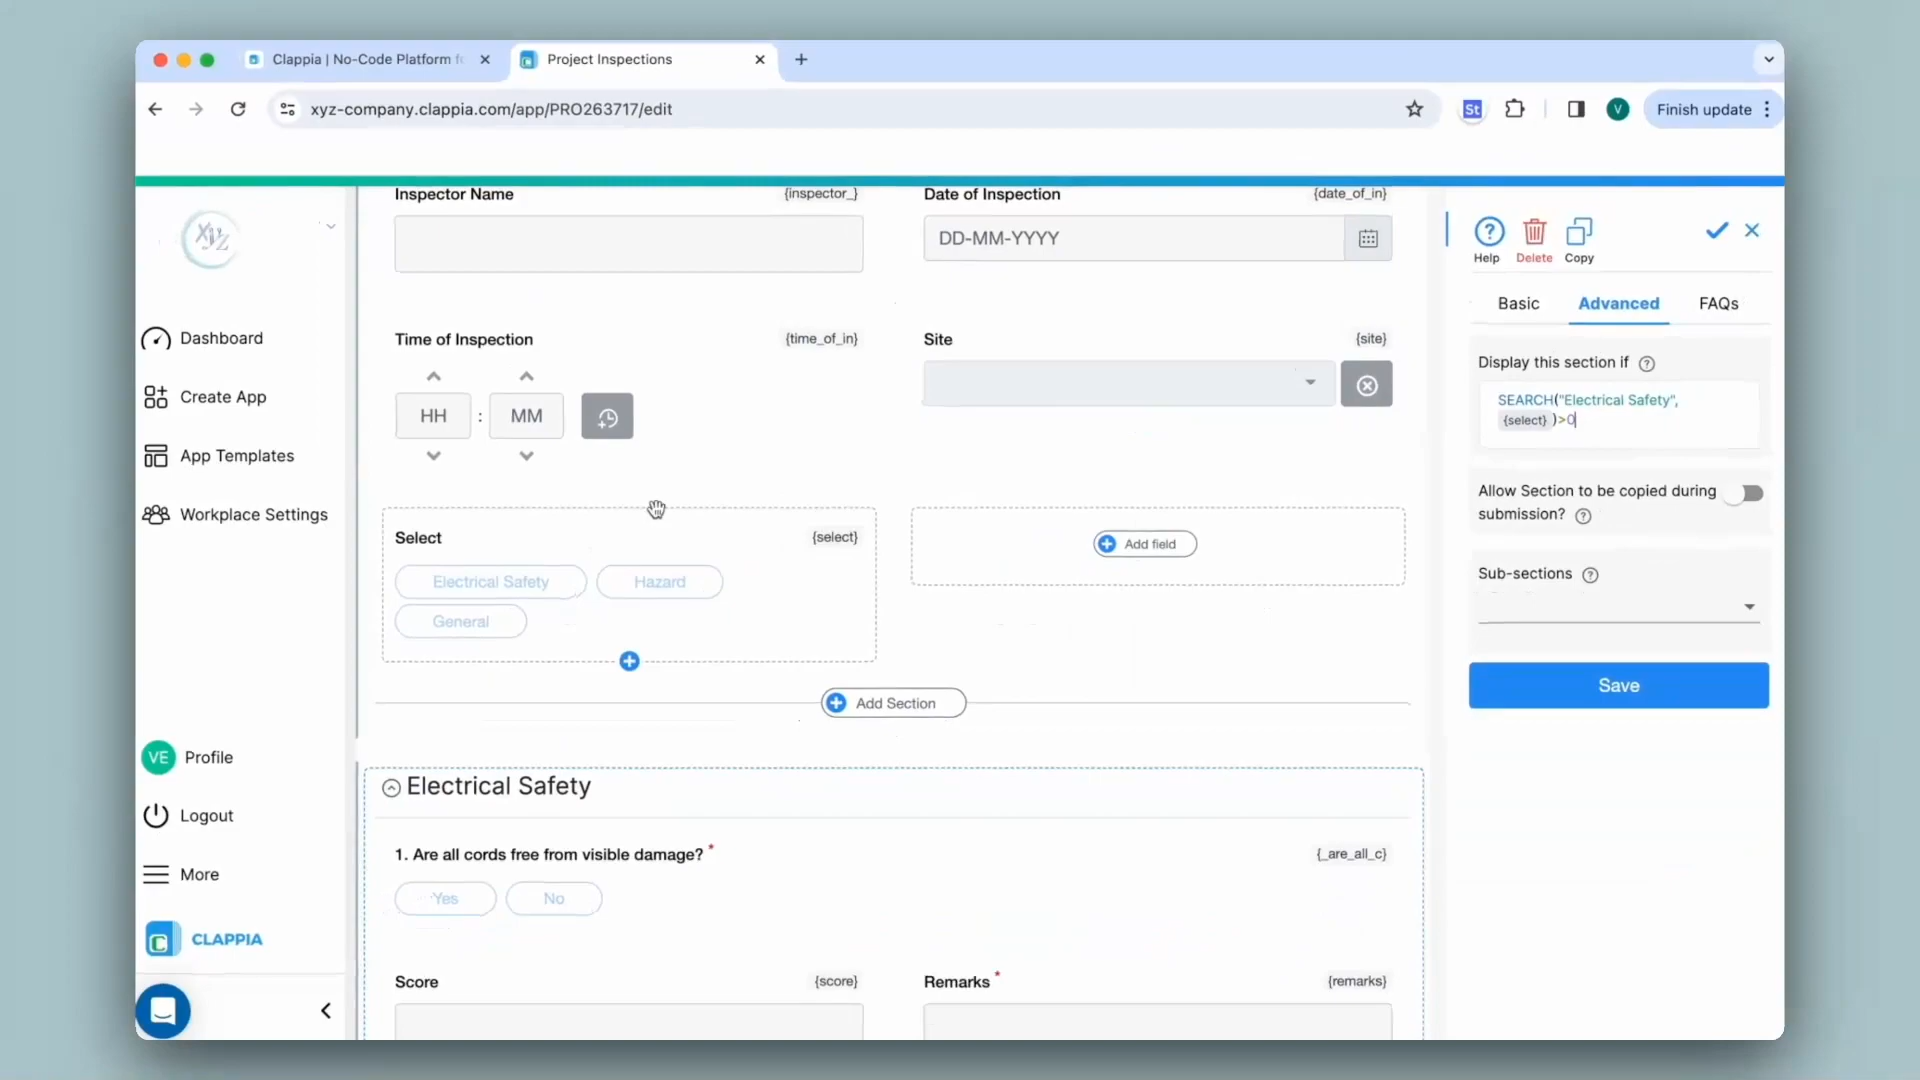 Clappia | No-Code Platform f
Project Inspections
xyz-company.clappia.com/app/PRO263717/edit
St
V
Finish update
Inspector Name
{inspector_}
Date of Inspection
{date_of_in}
DD-MM-YYYY
XYZ
Help
Delete
Copy
Basic
Advanced
FAQs
Dashboard
Create App
App Templates
Workplace Settings
Time of Inspection
{time_of_in}
Site
{site}
HH : MM
Display this section if
SEARCH("Electrical Safety",
{select} )>0
Allow Section to be copied during
submission?
Sub-sections
Save
Select
{select}
Electrical Safety
Hazard
General
Add field
Add Section
Electrical Safety
1. Are all cords free from visible damage? *
{_are_all_c}
Yes
No
Score
{score}
Remarks *
{remarks}
VE
Profile
Logout
More
CLAPPIA